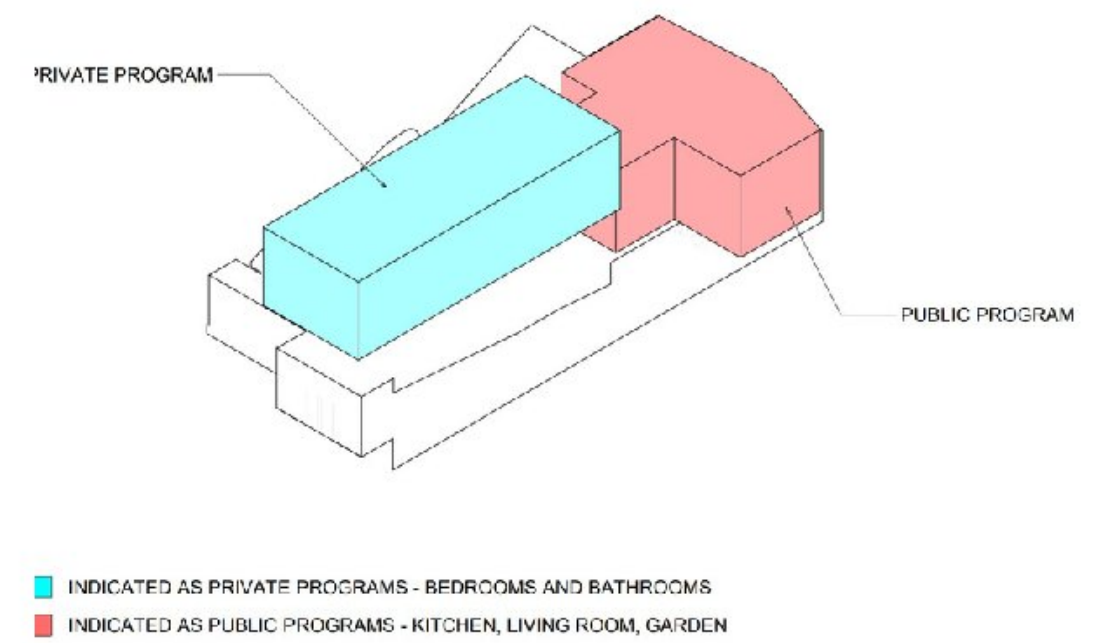 PRIVATE PROGRAM
PUBLIC PROGRAM
INDICATED AS PRIVATE PROGRAMS - BEDROOMS AND BATHROOMS
INDICATED AS PUBLIC PROGRAMS - KITCHEN, LIVING ROOM, GARDEN